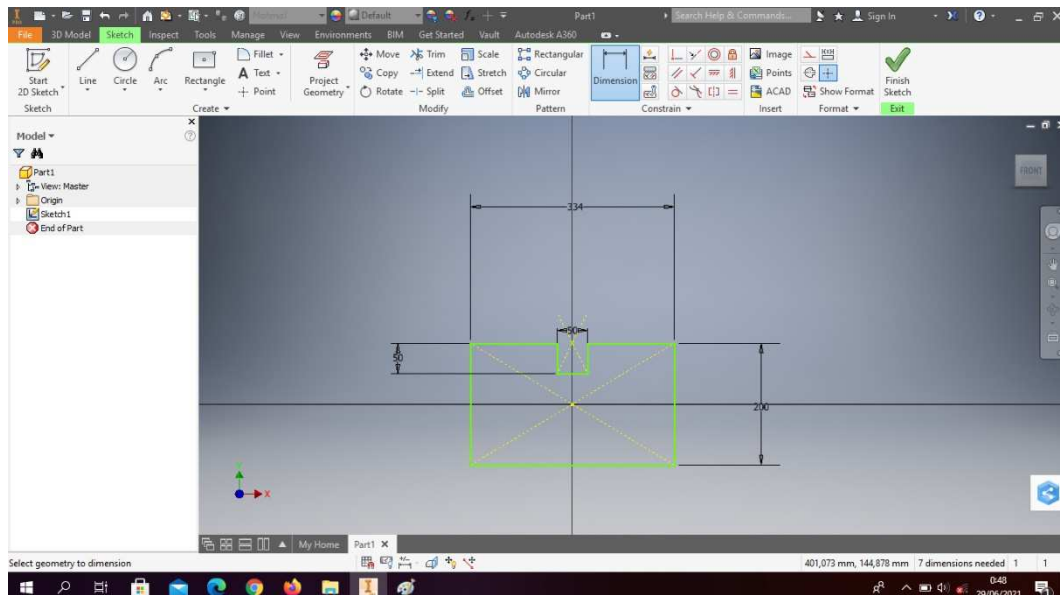 Material
Default
Part1
Search Help & Commands...
Sign In
File 3D Model Sketch Inspect Tools Manage View Environments BIM Get Started Vault Autodesk A360
Start 2D Sketch
Line
Circle
Arc
Rectangle
Fillet
Text
Point
Project Geometry
Move Trim Scale
Copy Extend Stretch
Rotate Split Offset
Rectangular
Circular
Mirror
Dimension
Image
Points
ACAD
Show Format
Finish Sketch
Sketch Create Modify Pattern Constrain Insert Format Exit
Model
Part1
View: Master
Origin
Sketch1
End of Part
FRONT
334
50
50
200
Y
X
My Home Part1
Select geometry to dimension
401,073 mm, 144,878 mm 7 dimensions needed 1 1
0:48
29/06/2021